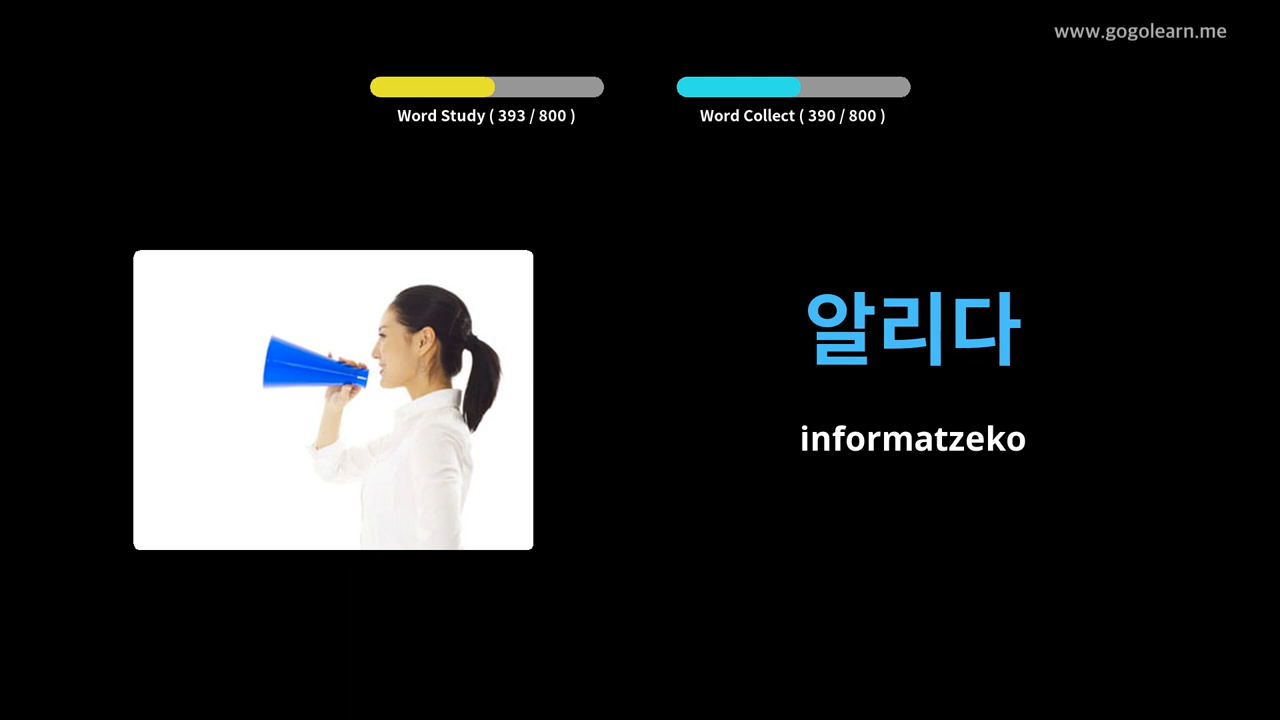 www.gogolearn.me
Word Study ( 393 / 800 )
Word Collect ( 390 / 800 )
알리다
informatzeko